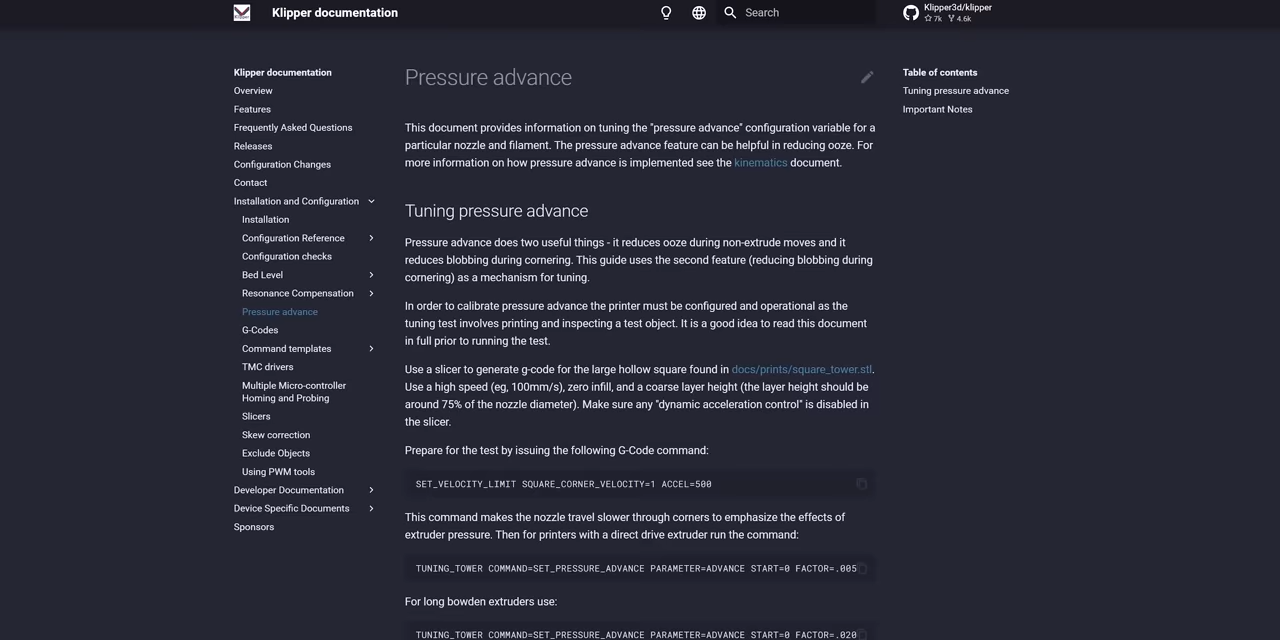 Klipper
Klipper documentation
Search
Klipper3d/klipper
7k 4.6k
Klipper documentation
Overview
Features
Frequently Asked Questions
Releases
Configuration Changes
Contact
Installation and Configuration
Installation
Configuration Reference
Configuration checks
Bed Level
Resonance Compensation
Pressure advance
G-Codes
Command templates
TMC drivers
Multiple Micro-controller
Homing and Probing
Slicers
Skew correction
Exclude Objects
Using PWM tools
Developer Documentation
Device Specific Documents
Sponsors
Pressure advance
This document provides information on tuning the "pressure advance" configuration variable for a
particular nozzle and filament. The pressure advance feature can be helpful in reducing ooze. For
more information on how pressure advance is implemented see the kinematics document.
Tuning pressure advance
Pressure advance does two useful things - it reduces ooze during non-extrude moves and it
reduces blobbing during cornering. This guide uses the second feature (reducing blobbing during
cornering) as a mechanism for tuning.
In order to calibrate pressure advance the printer must be configured and operational as the
tuning test involves printing and inspecting a test object. It is a good idea to read this document
in full prior to running the test.
Use a slicer to generate g-code for the large hollow square found in docs/prints/square_tower.stl.
Use a high speed (eg, 100mm/s), zero infill, and a coarse layer height (the layer height should be
around 75% of the nozzle diameter). Make sure any "dynamic acceleration control" is disabled in
the slicer.
Prepare for the test by issuing the following G-Code command:
SET_VELOCITY_LIMIT SQUARE_CORNER_VELOCITY=1 ACCEL=500
This command makes the nozzle travel slower through corners to emphasize the effects of
extruder pressure. Then for printers with a direct drive extruder run the command:
TUNING_TOWER COMMAND=SET_PRESSURE_ADVANCE PARAMETER=ADVANCE START=0 FACTOR=.005
For long bowden extruders use:
TUNING_TOWER COMMAND=SET_PRESSURE_ADVANCE PARAMETER=ADVANCE START=0 FACTOR=.020
Table of contents
Tuning pressure advance
Important Notes